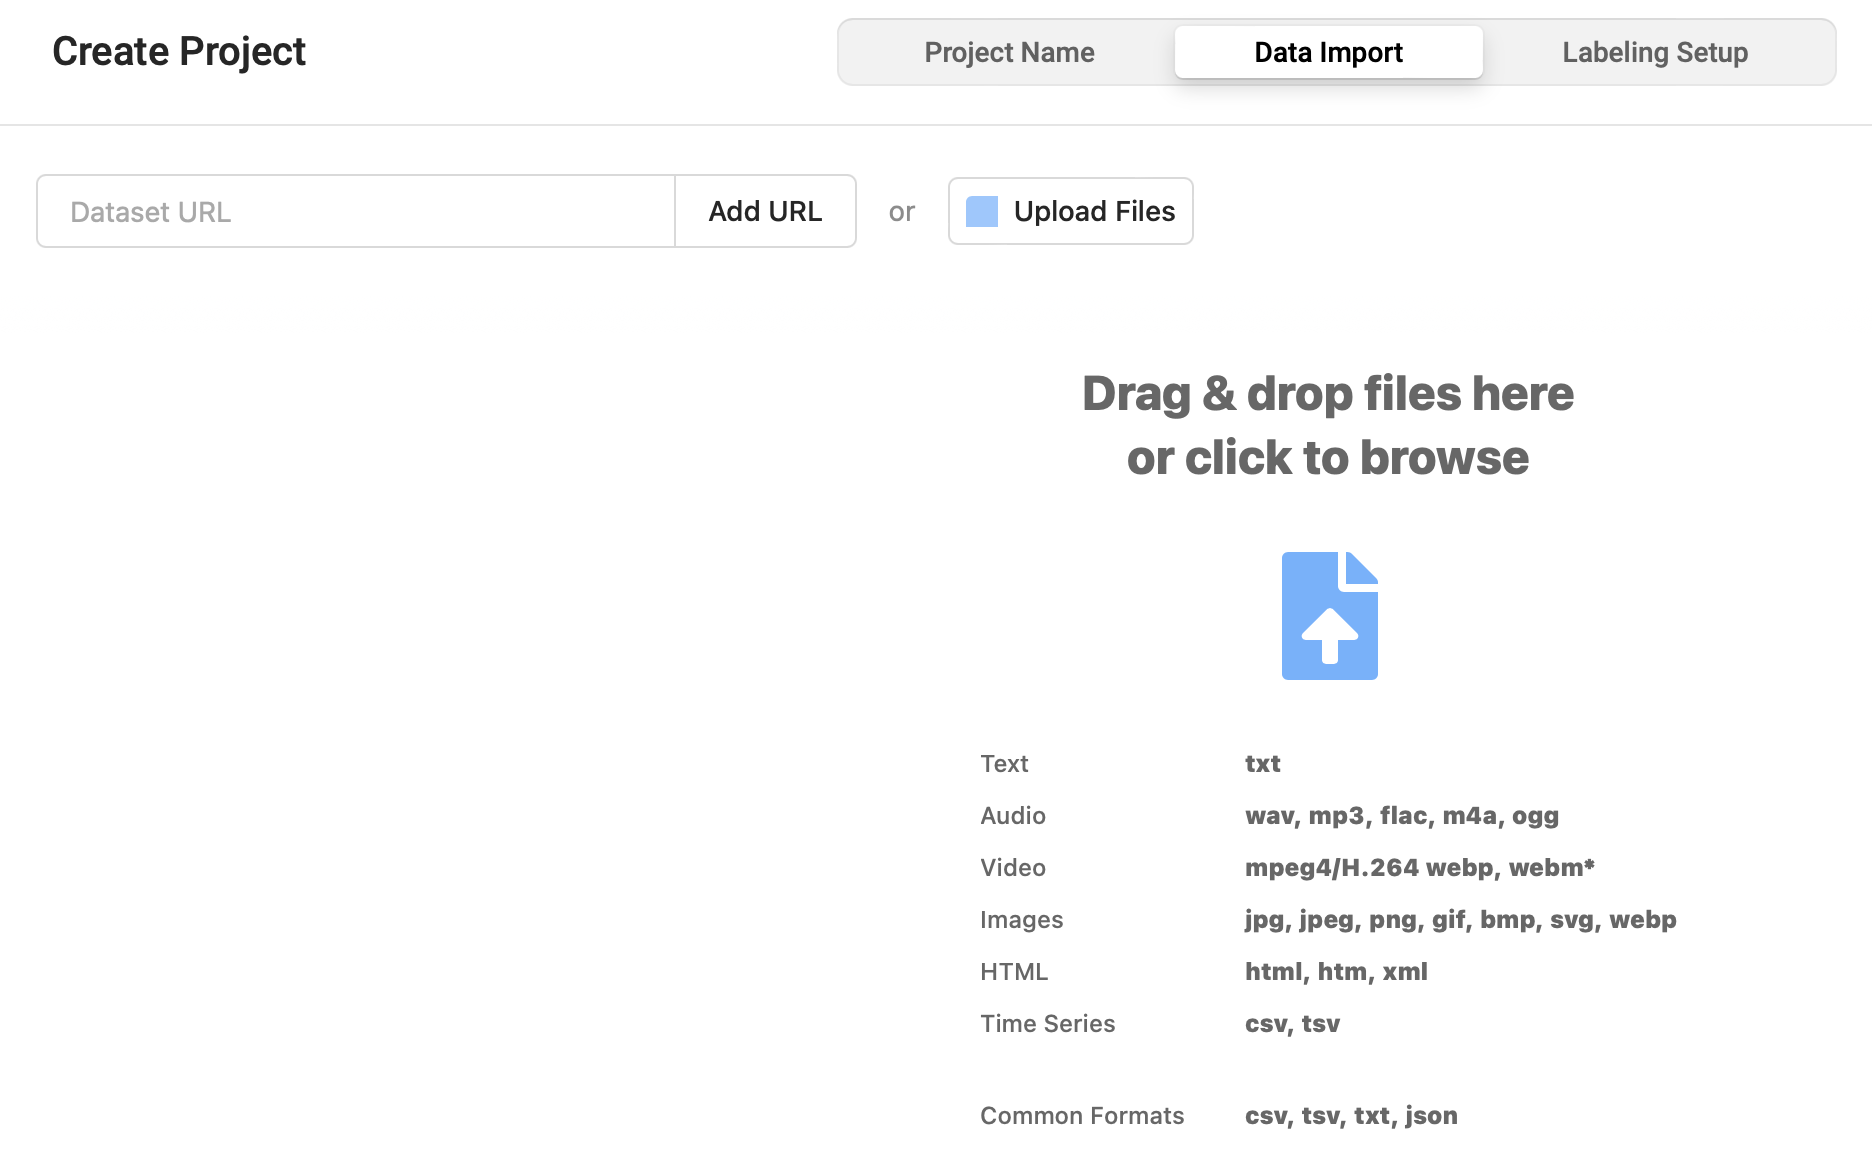 Create Project
Project Name
Data Import
Labeling Setup
Dataset URL
Add URL
or
Upload Files
Drag & drop files here
or click to browse
Text txt
Audio wav, mp3, flac, m4a, ogg
Video mpeg4/H.264 webp, webm*
Images jpg, jpeg, png, gif, bmp, svg, webp
HTML html, htm, xml
Time Series csv, tsv
Common Formats csv, tsv, txt, json